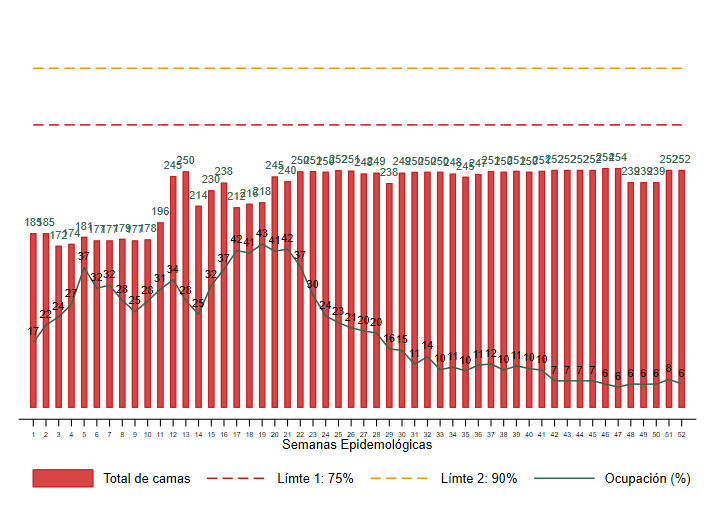 185 185 172 174 181 177 177 179 177 178 196 245 250 214 230 238 212 216 218 245 240 250 251 250 252 251 248 249 238 249 250 250 250 248 245 247 251 250 251 250 251 252 252 252 252 254 254 239 239 239 252 252
17 22 24 27 37 32 32 28 25 28 31 34 28 25 32 37 42 41 43 41 42 37 30 24 23 21 20 20 16 15 11 14 10 11 10 11 12 10 11 10 10 7 7 7 7 6 6 6 6 6 8 6
1 2 3 4 5 6 7 8 9 10 11 12 13 14 15 16 17 18 19 20 21 22 23 24 25 26 27 28 29 30 31 32 33 34 35 36 37 38 39 40 41 42 43 44 45 46 47 48 49 50 51 52
Semanas Epidemológicas
Total de camas Límte 1: 75% Límte 2: 90% Ocupación (%)